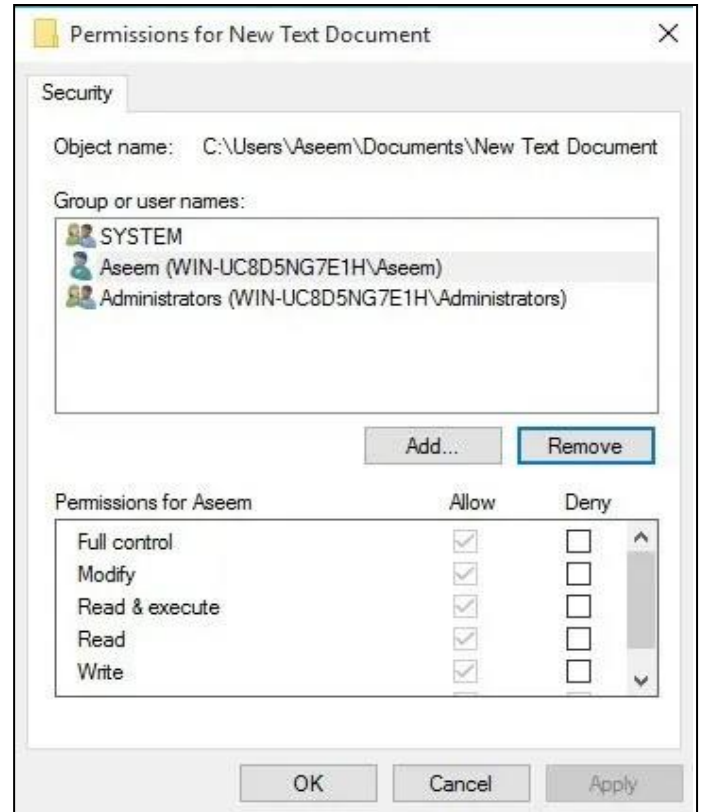 Permissions for New Text Document
Security
Object name: C:\Users\Aseem\Documents\New Text Document
Group or user names:
SYSTEM
Aseem (WIN-UC8D5NG7E1H\Aseem)
Administrators (WIN-UC8D5NG7E1H\Administrators)
Add... Remove
Permissions for Aseem Allow Deny
Full control
Modify
Read & execute
Read
Write
OK Cancel Apply